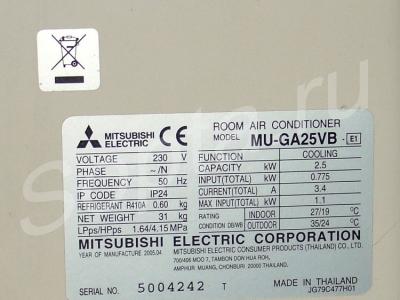 MITSUBISHI ELECTRIC
CE
ROOM AIR CONDITIONER
MODEL MU-GA25VB - E1
VOLTAGE 230 V
PHASE ~/N
FREQUENCY 50 Hz
IP CODE IP24
REFRIGERANT R410A 0.60 kg
NET WEIGHT 31 kg
LPps/HPps 1.64/4.15 MPa
FUNCTION COOLING
CAPACITY kW 2.5
INPUT(TOTAL) kW 0.775
CURRENT(TOTAL) A 3.4
MAX INPUT(TOTAL) kW 1.1
RATING CONDITION DB/WB INDOOR 27/19 °C
OUTDOOR 35/24 °C
MITSUBISHI ELECTRIC CORPORATION
YEAR OF MANUFACTURE 2005.04 MITSUBISHI ELECTRIC CONSUMER PRODUCTS (THAILAND) CO., LTD.
700/406 MOO 7, TAMBON DON HUA ROH,
AMPHUR MUANG, CHONBURI 20000 THAILAND.
MADE IN THAILAND
SERIAL NO. 5004242 T
JG79C477H01